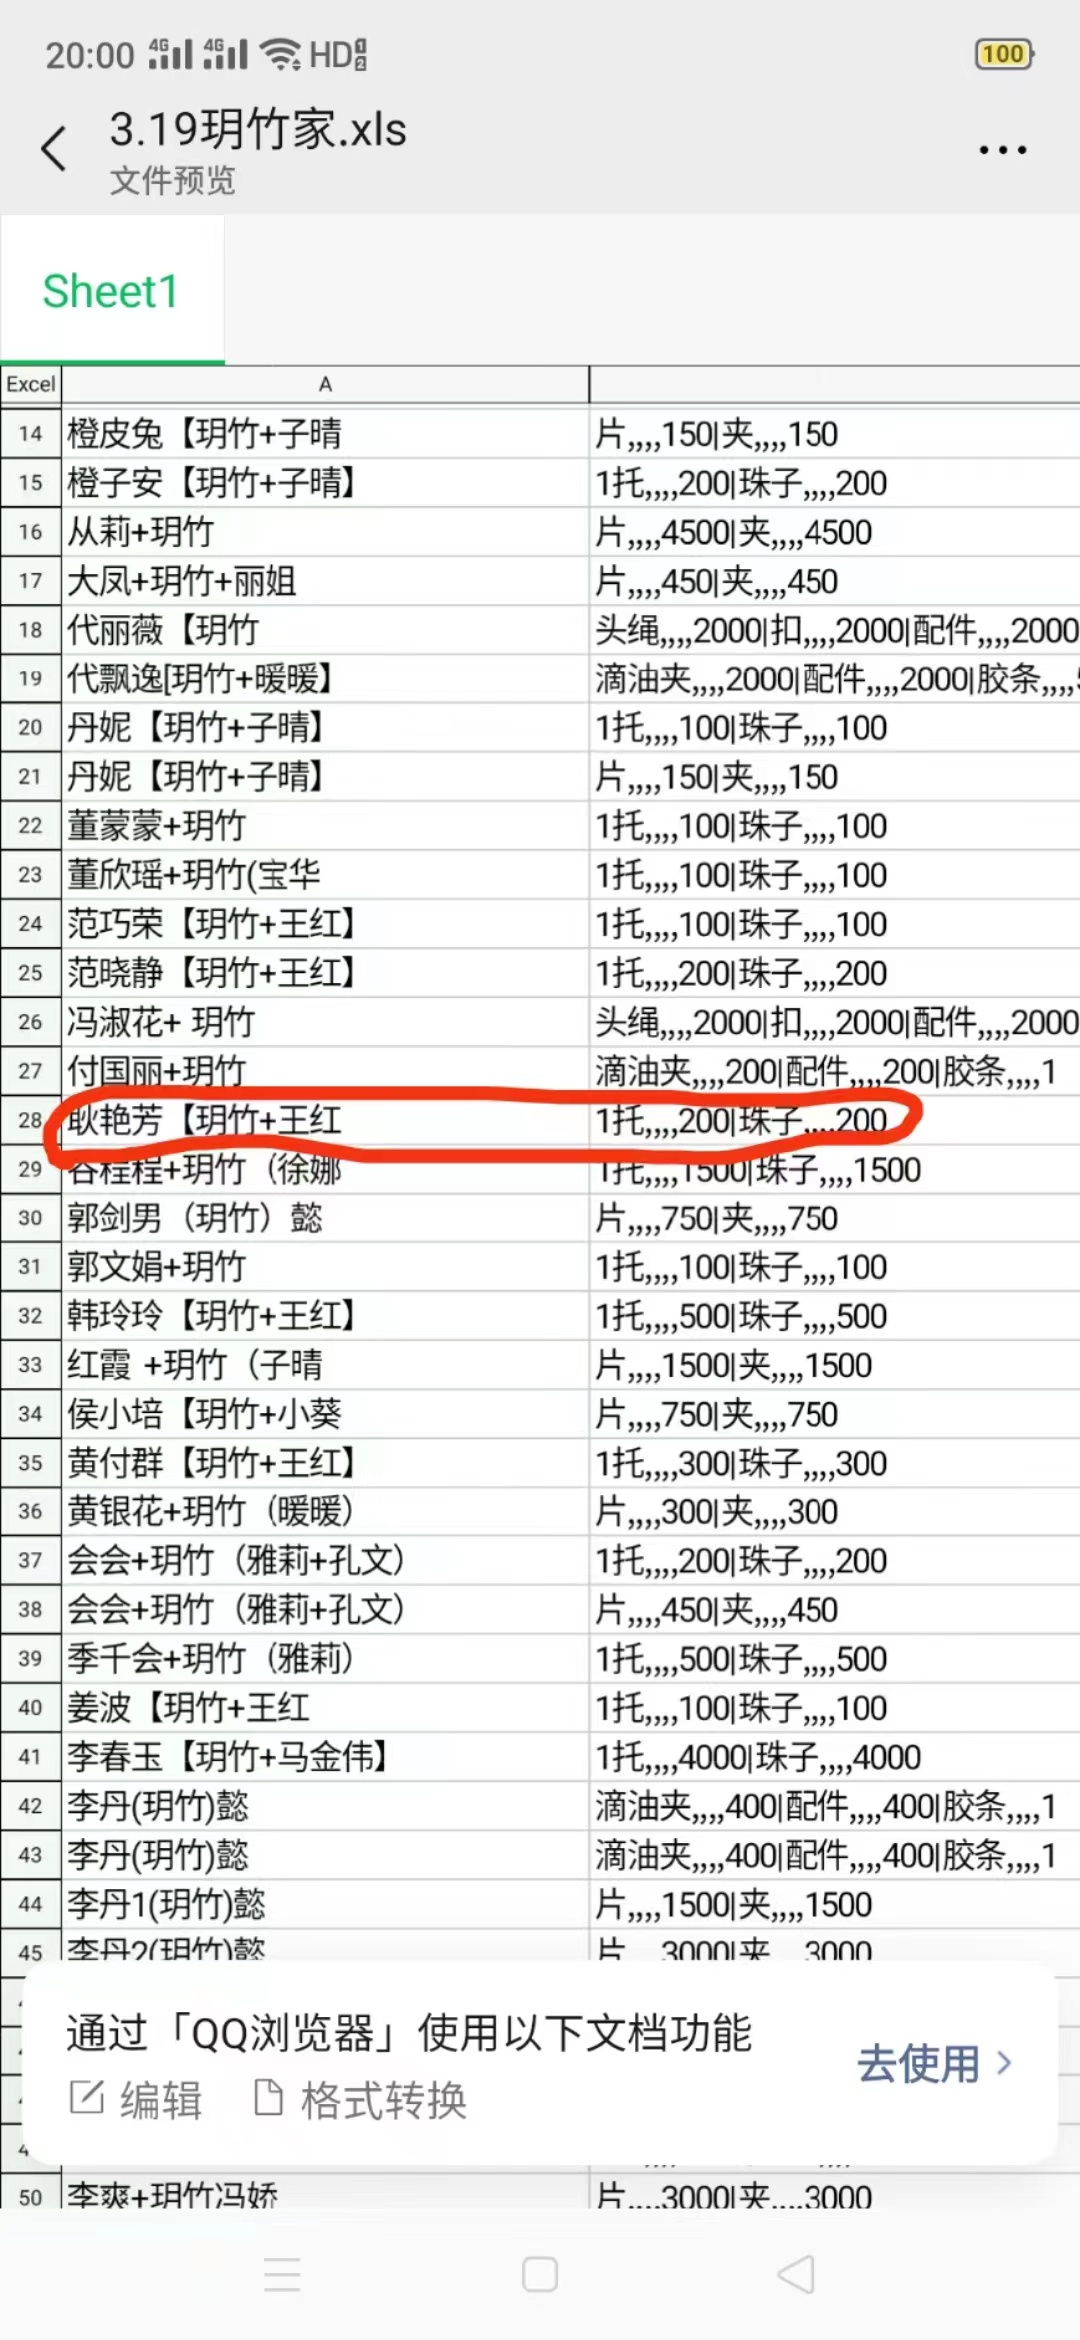 20:00 4G 4G HD 1 2 100
3.19玥竹家.xls
文件预览
Sheet1
Excel A
14 橙皮兔【玥竹+子晴 片,,,,150|夹,,,,150
15 橙子安【玥竹+子晴】 1托,,,,200|珠子,,,,200
16 从莉+玥竹 片,,,,4500|夹,,,,4500
17 大凤+玥竹+丽姐 片,,,,450|夹,,,,450
18 代丽薇【玥竹 头绳,,,,2000|扣,,,,2000|配件,,,,2000
19 代飘逸[玥竹+暖暖】 滴油夹,,,,2000|配件,,,,2000|胶条,,,,
20 丹妮【玥竹+子晴】 1托,,,,100|珠子,,,,100
21 丹妮【玥竹+子晴】 片,,,,150|夹,,,,150
22 董蒙蒙+玥竹 1托,,,,100|珠子,,,,100
23 董欣瑶+玥竹(宝华 1托,,,,100|珠子,,,,100
24 范巧荣【玥竹+王红】 1托,,,,100|珠子,,,,100
25 范晓静【玥竹+王红】 1托,,,,200|珠子,,,,200
26 冯淑花+ 玥竹 头绳,,,,2000|扣,,,,2000|配件,,,,2000
27 付国丽+玥竹 滴油夹,,,,200|配件,,,,200|胶条,,,,1
28 耿艳芳【玥竹+王红 1托,,,,200|珠子,,,,200
29 谷程程+玥竹（徐娜 1托,,,,1500|珠子,,,,1500
30 郭剑男（玥竹）懿 片,,,,750|夹,,,,750
31 郭文娟+玥竹 1托,,,,100|珠子,,,,100
32 韩玲玲【玥竹+王红】 1托,,,,500|珠子,,,,500
33 红霞 +玥竹（子晴 片,,,,1500|夹,,,,1500
34 侯小培【玥竹+小葵 片,,,,750|夹,,,,750
35 黄付群【玥竹+王红】 1托,,,,300|珠子,,,,300
36 黄银花+玥竹（暖暖） 片,,,,300|夹,,,,300
37 会会+玥竹（雅莉+孔文） 1托,,,,200|珠子,,,,200
38 会会+玥竹（雅莉+孔文） 片,,,,450|夹,,,,450
39 季千会+玥竹（雅莉） 1托,,,,500|珠子,,,,500
40 姜波【玥竹+王红 1托,,,,100|珠子,,,,100
41 李春玉【玥竹+马金伟】 1托,,,,4000|珠子,,,,4000
42 李丹(玥竹)懿 滴油夹,,,,400|配件,,,,400|胶条,,,,1
43 李丹(玥竹)懿 滴油夹,,,,400|配件,,,,400|胶条,,,,1
44 李丹1(玥竹)懿 片,,,,1500|夹,,,,1500
45 李丹2(玥竹)懿 片,,,,3000|夹,,,,3000
通过「QQ浏览器」使用以下文档功能
去使用
编辑 格式转换
50 李爽+玥竹冯娇 片,,,,3000|夹,,,,3000